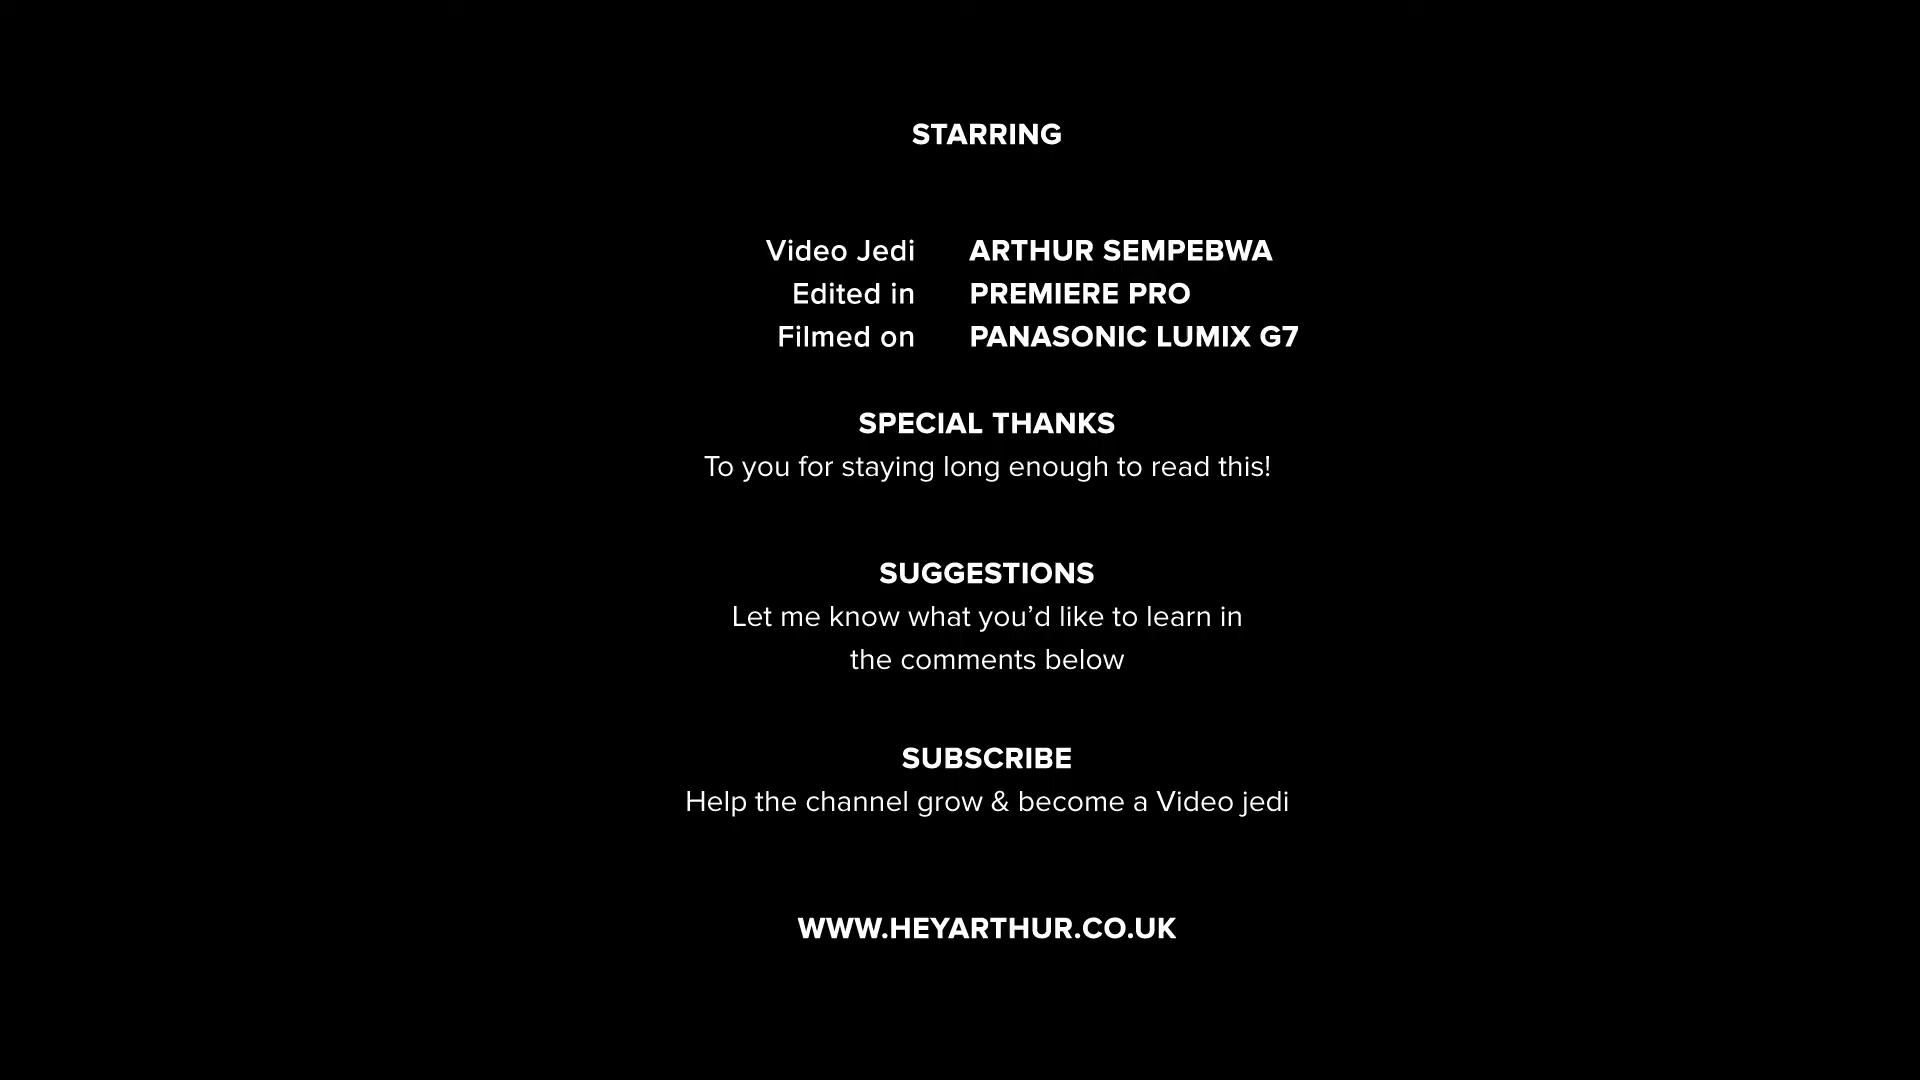 STARRING
Video Jedi ARTHUR SEMPEBWA
Edited in PREMIERE PRO
Filmed on PANASONIC LUMIX G7
SPECIAL THANKS
To you for staying long enough to read this!
SUGGESTIONS
Let me know what you’d like to learn in
the comments below
SUBSCRIBE
Help the channel grow & become a Video jedi
WWW.HEYARTHUR.CO.UK